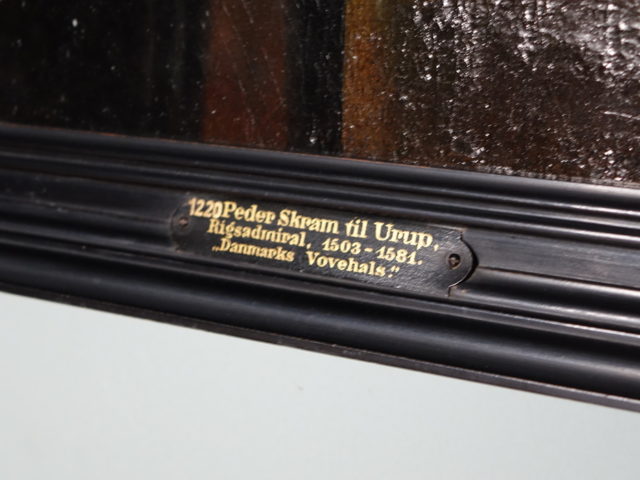 1220 Peder Skram til Urup,
Rigsadmiral, 1503-1581.
„Danmarks Vovehals.“